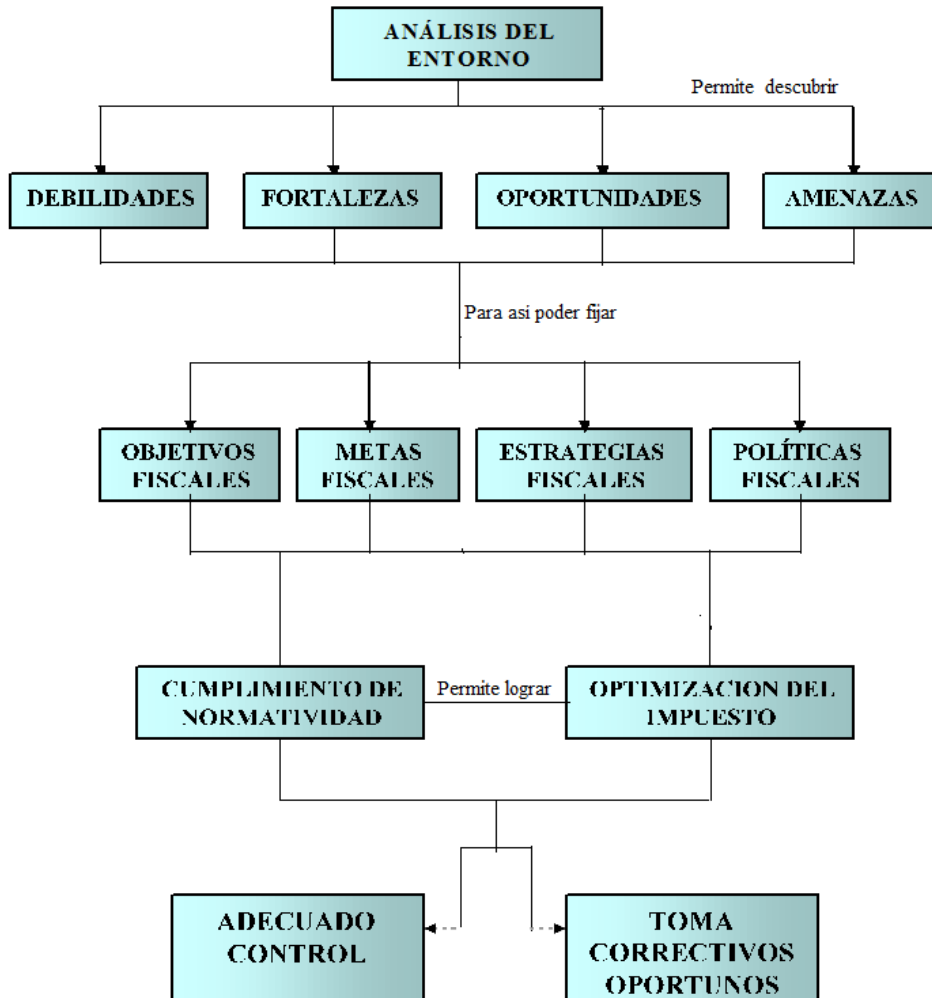 ANÁLISIS DEL
ENTORNO
Permite descubrir
DEBILIDADES
FORTALEZAS
OPORTUNIDADES
AMENAZAS
Para asi poder fijar
OBJETIVOS
FISCALES
METAS
FISCALES
ESTRATEGIAS
FISCALES
POLÍTICAS
FISCALES
CUMPLIMIENTO DE
NORMATIVIDAD
Permite lograr
OPTIMIZACION DEL
IMPUESTO
ADECUADO
CONTROL
TOMA
CORRECTIVOS
OPORTUNOS